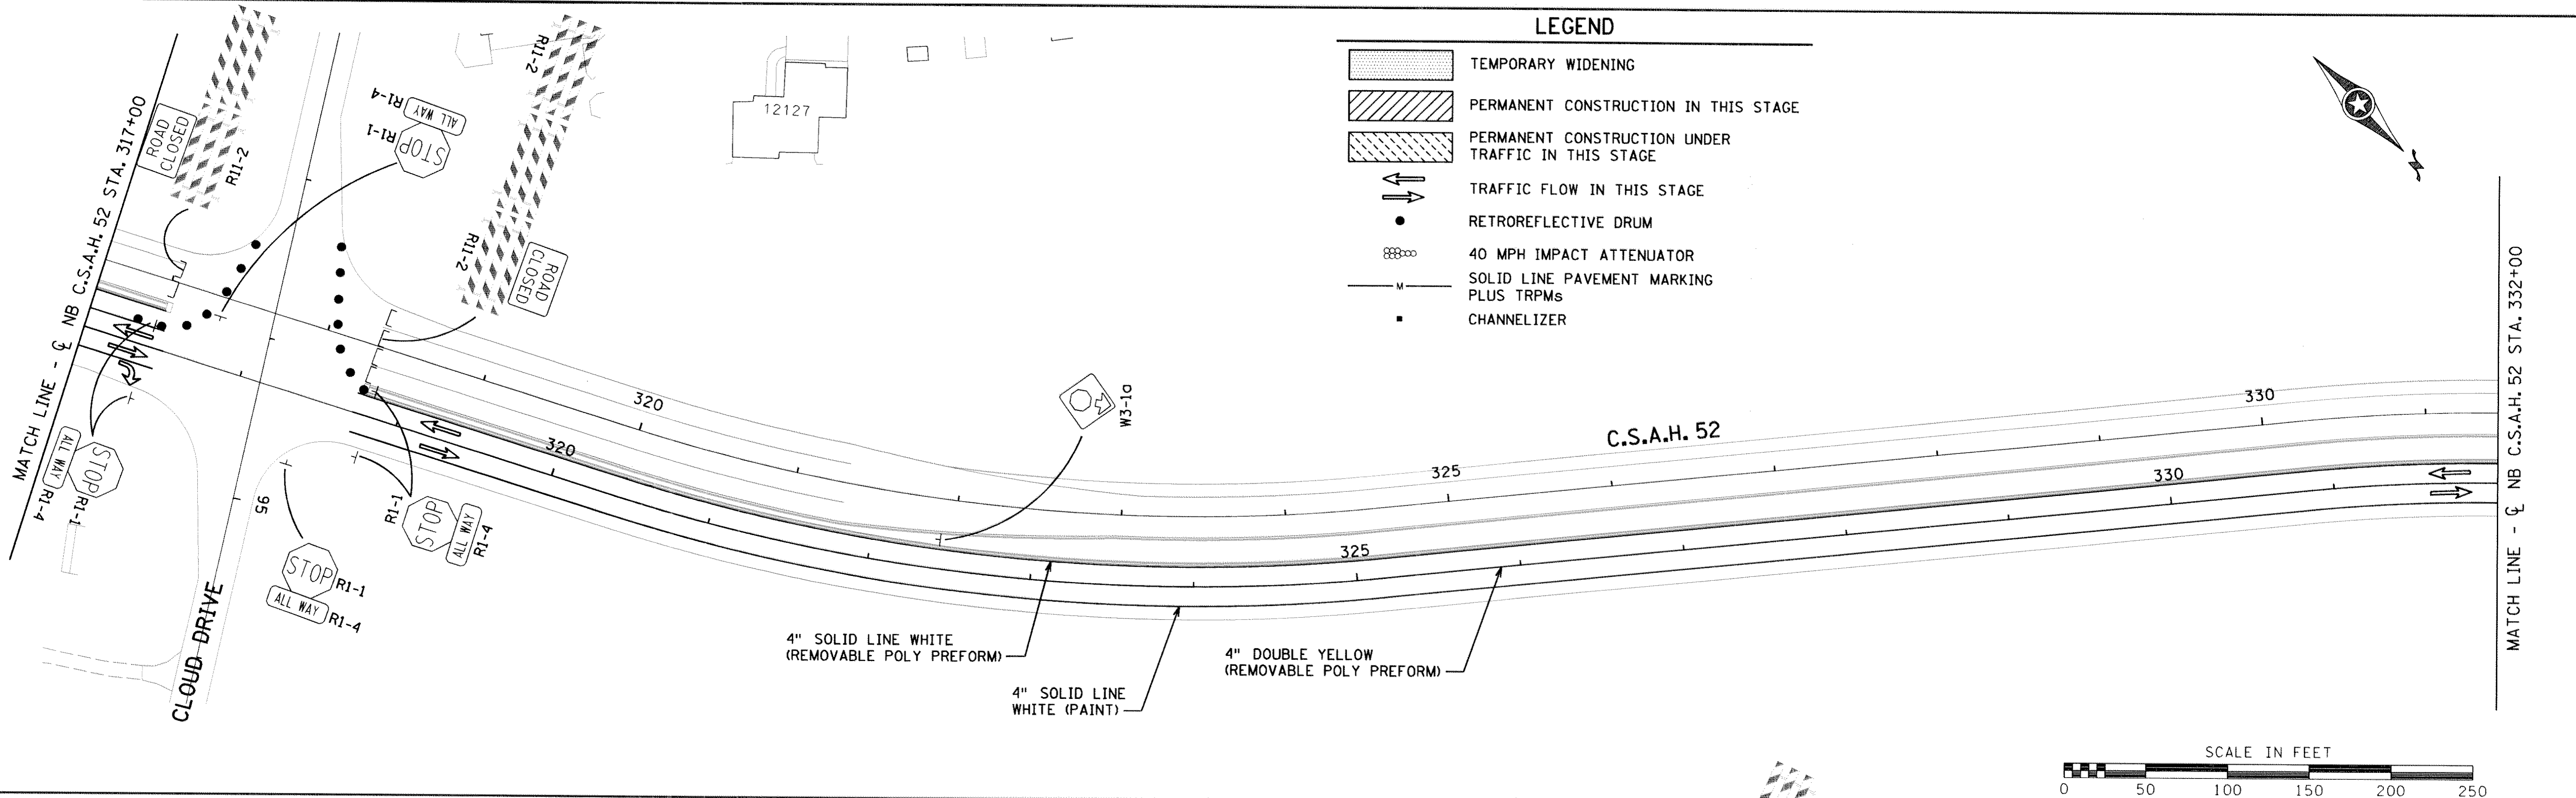 LEGEND
TEMPORARY WIDENING
PERMANENT CONSTRUCTION IN THIS STAGE
PERMANENT CONSTRUCTION UNDER
TRAFFIC IN THIS STAGE
TRAFFIC FLOW IN THIS STAGE
RETROREFLECTIVE DRUM
40 MPH IMPACT ATTENUATOR
M
SOLID LINE PAVEMENT MARKING
PLUS TRPMs
CHANNELIZER
MATCH LINE - ℄ NB C.S.A.H. 52 STA. 317+00
ROAD
CLOSED
R11-2
R11-2
R1-4
ALL WAY
R1-1
STOP
12127
R11-2
ROAD
CLOSED
320
320
W3-1a
C.S.A.H. 52
325
325
330
330
STOP
ALL WAY
R1-1
R1-4
95
CLOUD DRIVE
R1-1
STOP
ALL WAY
R1-4
STOP
R1-1
ALL WAY
R1-4
4" SOLID LINE WHITE
(REMOVABLE POLY PREFORM)
4" SOLID LINE
WHITE (PAINT)
4" DOUBLE YELLOW
(REMOVABLE POLY PREFORM)
MATCH LINE - ℄ NB C.S.A.H. 52 STA. 332+00
SCALE IN FEET
0 50 100 150 200 250